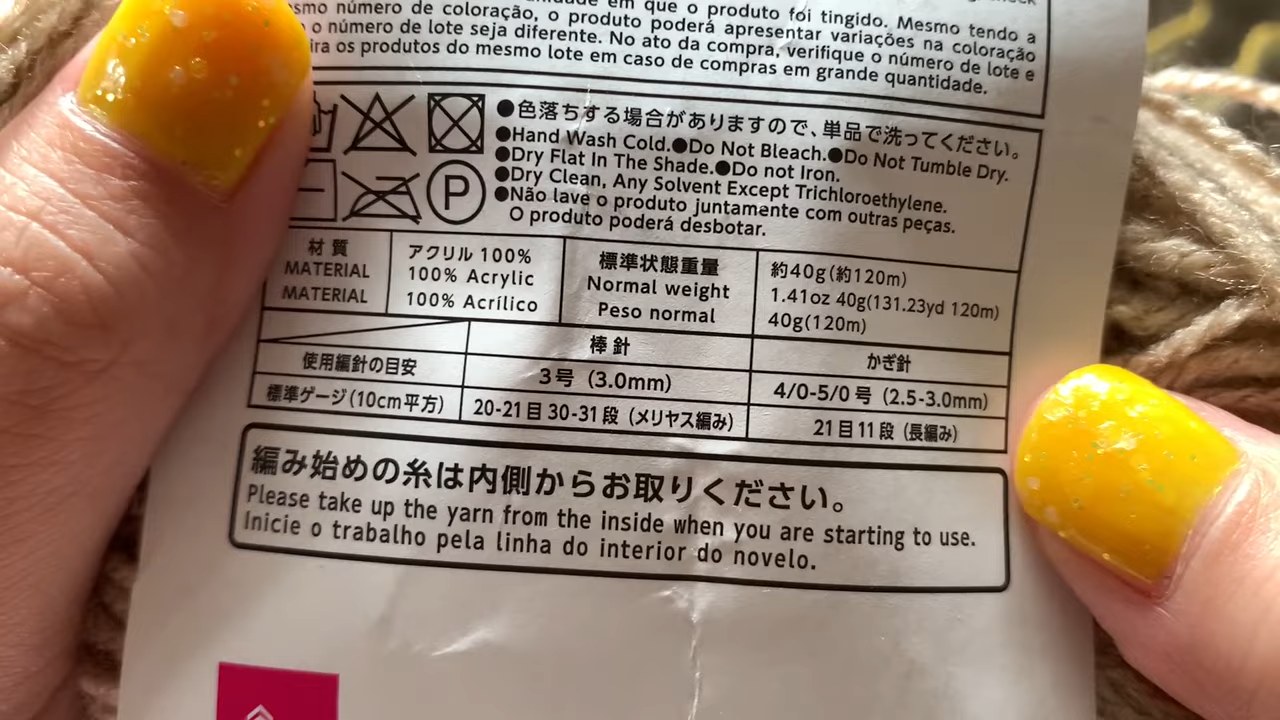 em que o produto foi tingido. Mesmo tendo a
smo número de coloração, o produto poderá apresentar variações na coloração
o número de lote seja diferente. No ato da compra, verifique o número de lote e
ira os produtos do mesmo lote em caso de compras em grande quantidade.
●色落ちする場合がありますので、単品で洗ってください。
●Hand Wash Cold.●Do Not Bleach.●Do Not Tumble Dry.
●Dry Flat In The Shade.●Do not Iron.
●Dry Clean, Any Solvent Except Trichloroethylene.
●Não lave o produto juntamente com outras peças.
O produto poderá desbotar.
P
材質 アクリル 100% 標準状態重量 約40g(約120m)
MATERIAL 100% Acrylic Normal weight 1.41oz 40g(131.23yd 120m)
MATERIAL 100% Acrílico Peso normal 40g(120m)
棒針 かぎ針
使用編針の目安 3号 (3.0mm) 4/0-5/0号 (2.5-3.0mm)
標準ゲージ(10cm平方) 20-21目 30-31段 (メリヤス編み) 21目11段 (長編み)
編み始めの糸は内側からお取りください。
Please take up the yarn from the inside when you are starting to use.
Inicie o trabalho pela linha do interior do novelo.